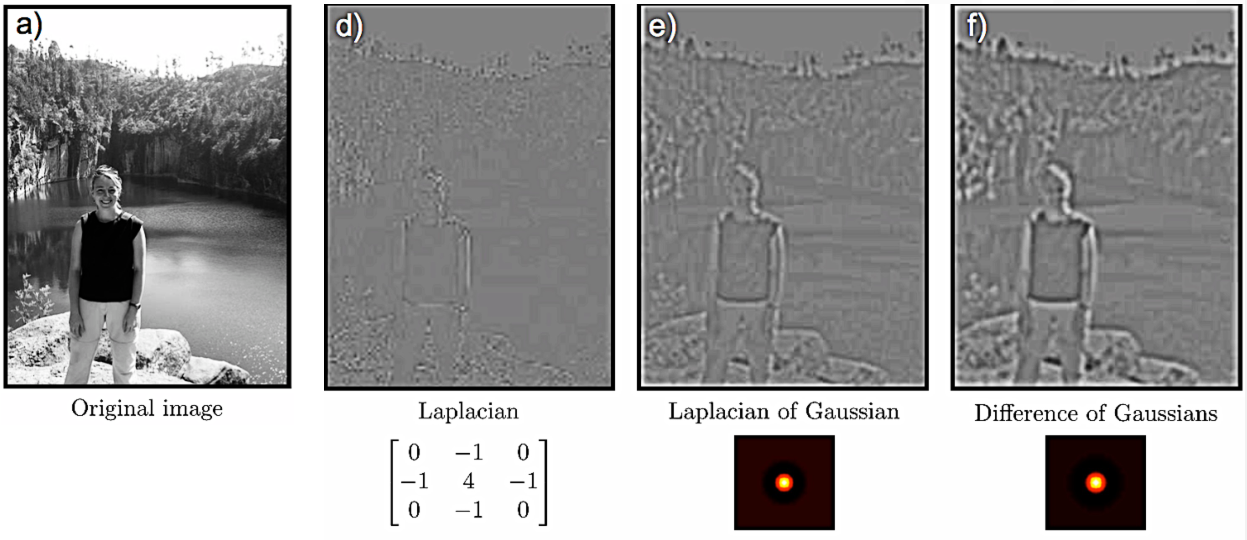 a)
d)
e)
f)
Original image
Laplacian
Laplacian of Gaussian
Difference of Gaussians
0 −1 0
−1 4 −1
0 −1 0